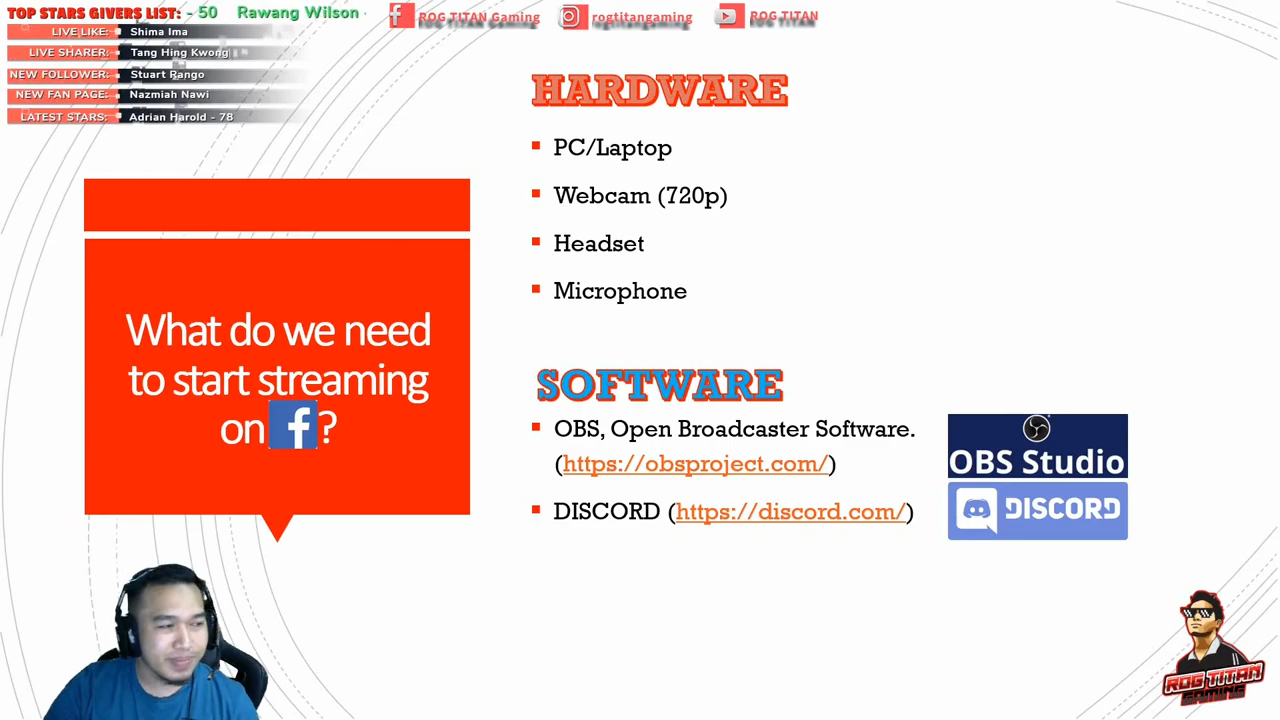 TOP STARS GIVERS LIST: - 50 Rawang Wilson
LIVE LIKE: Shima Ima
LIVE SHARER: Tang Hing Kwong
NEW FOLLOWER: Stuart Rango
NEW FAN PAGE: Nazmiah Nawi
LATEST STARS: Adrian Harold - 78
ROG TITAN Gaming
rogtitangaming
ROG TITAN
What do we need
to start streaming
on f ?
HARDWARE
▪ PC/Laptop
▪ Webcam (720p)
▪ Headset
▪ Microphone
SOFTWARE
▪ OBS, Open Broadcaster Software.
(https://obsproject.com/)
▪ DISCORD (https://discord.com/)
OBS Studio
DISCORD
ROG TITAN
GAMING